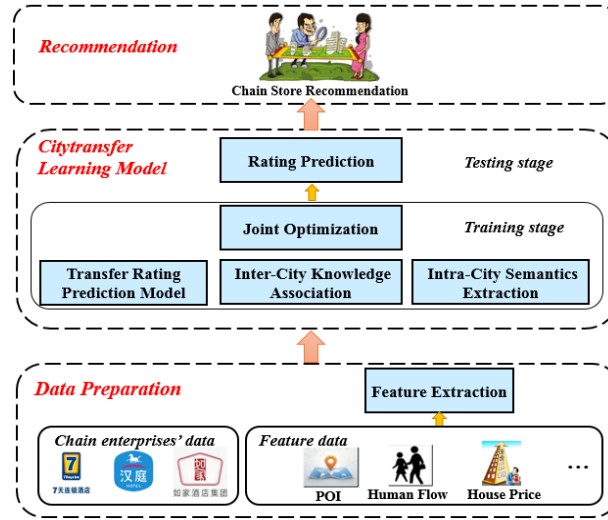 Recommendation
Chain Store Recommendation
Citytransfer
Learning Model
Rating Prediction
Testing stage
Joint Optimization
Training stage
Transfer Rating
Prediction Model
Inter-City Knowledge
Association
Intra-City Semantics
Extraction
Data Preparation
Feature Extraction
Chain enterprises' data
7
7天连锁酒店
汉庭
HOTEL
如家酒店集团
Feature data
POI
Human Flow
House Price
...